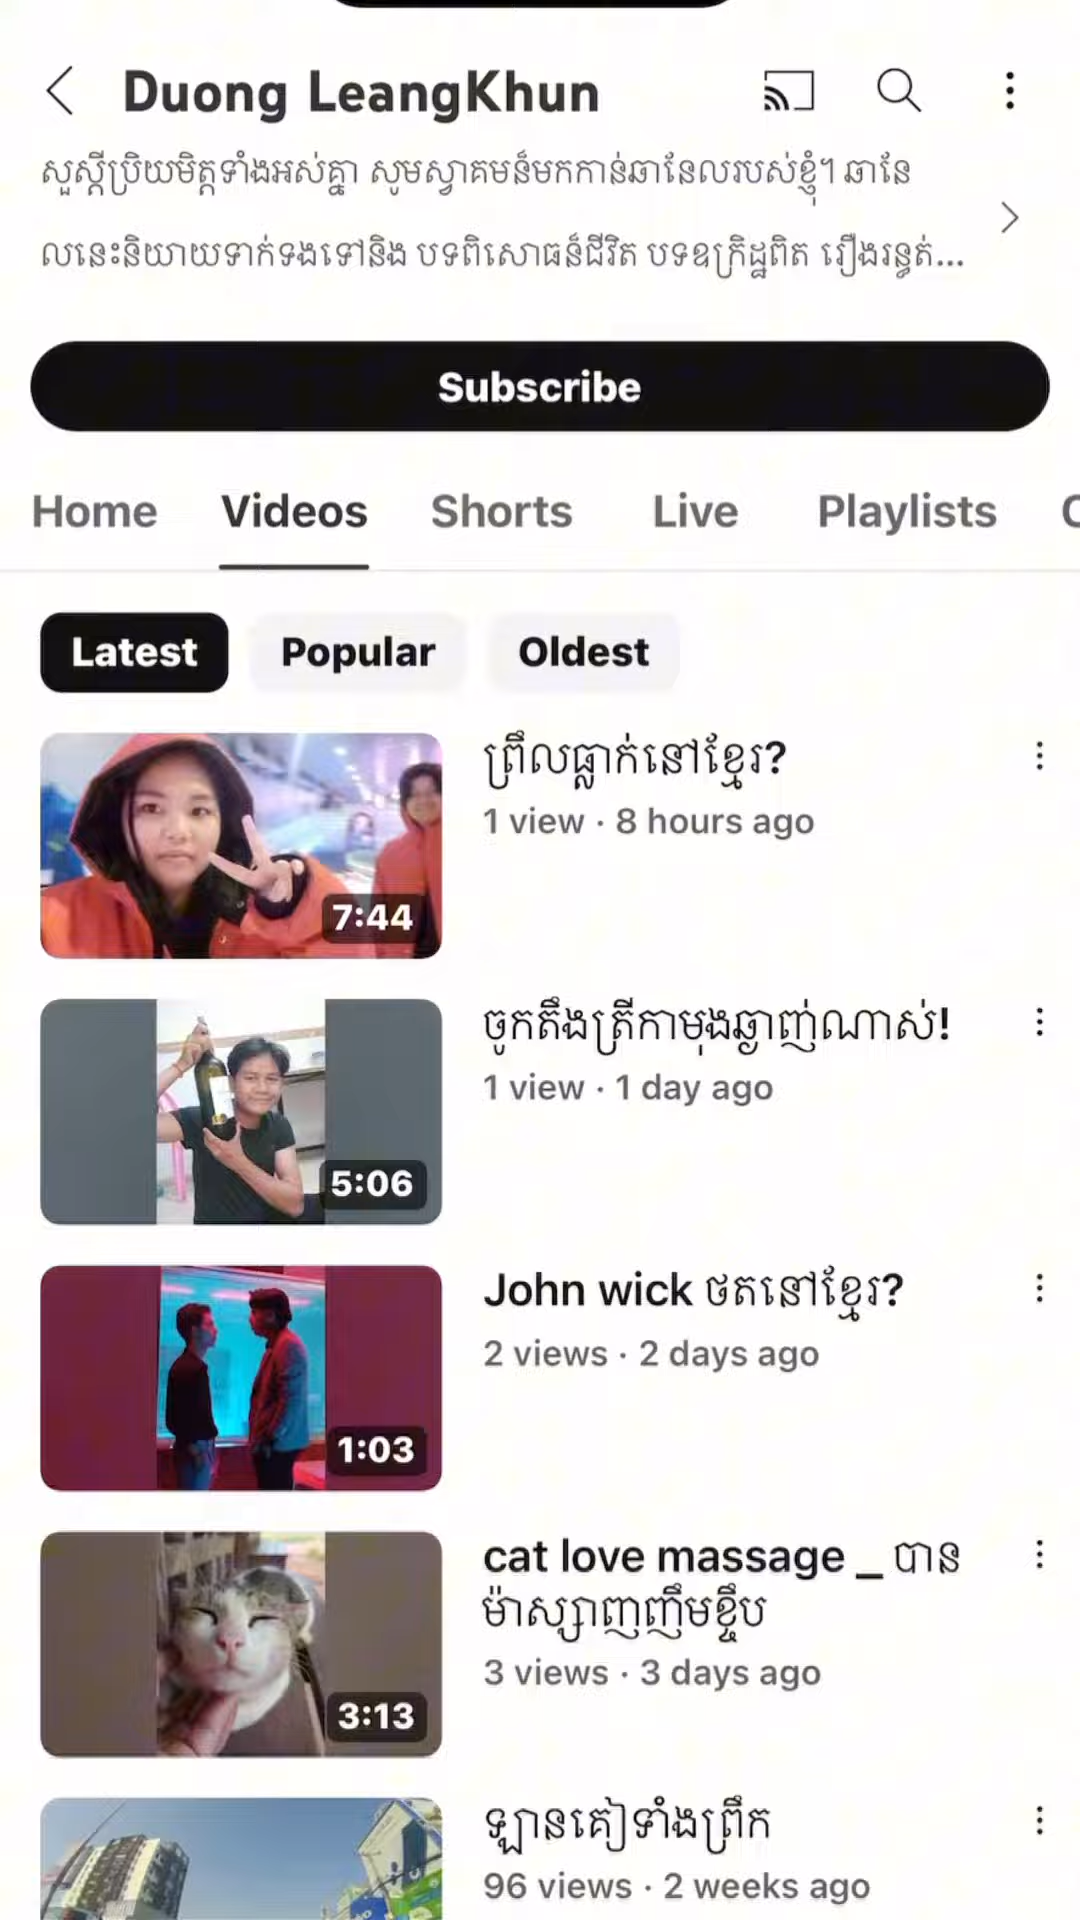 Duong LeangKhun
សួស្តីប្រិយមិត្តទាំងអស់គ្នា សូមស្វាគមន៏មកកាន់ឆានែលរបស់ខ្ញុំ។ ឆានែ
លនេះនិយាយទាក់ទងទៅនិង បទពិសោធន៏ជីវិត បទឧក្រិដ្ឋពិត រឿងរន្ធត់...
Subscribe
Home Videos Shorts Live Playlists C
Latest Popular Oldest
ព្រឹលធ្លាក់នៅខ្មែរ?
1 view · 8 hours ago
7:44
ចូកតឹងត្រីកាមុងឆ្ងាញ់ណាស់!
1 view · 1 day ago
5:06
John wick ថតនៅខ្មែរ?
2 views · 2 days ago
1:03
cat love massage _ បាន
ម៉ាស្សាញញឹមខ្ទឹប
3 views · 3 days ago
3:13
ឡានគៀទាំងព្រឹក
96 views · 2 weeks ago